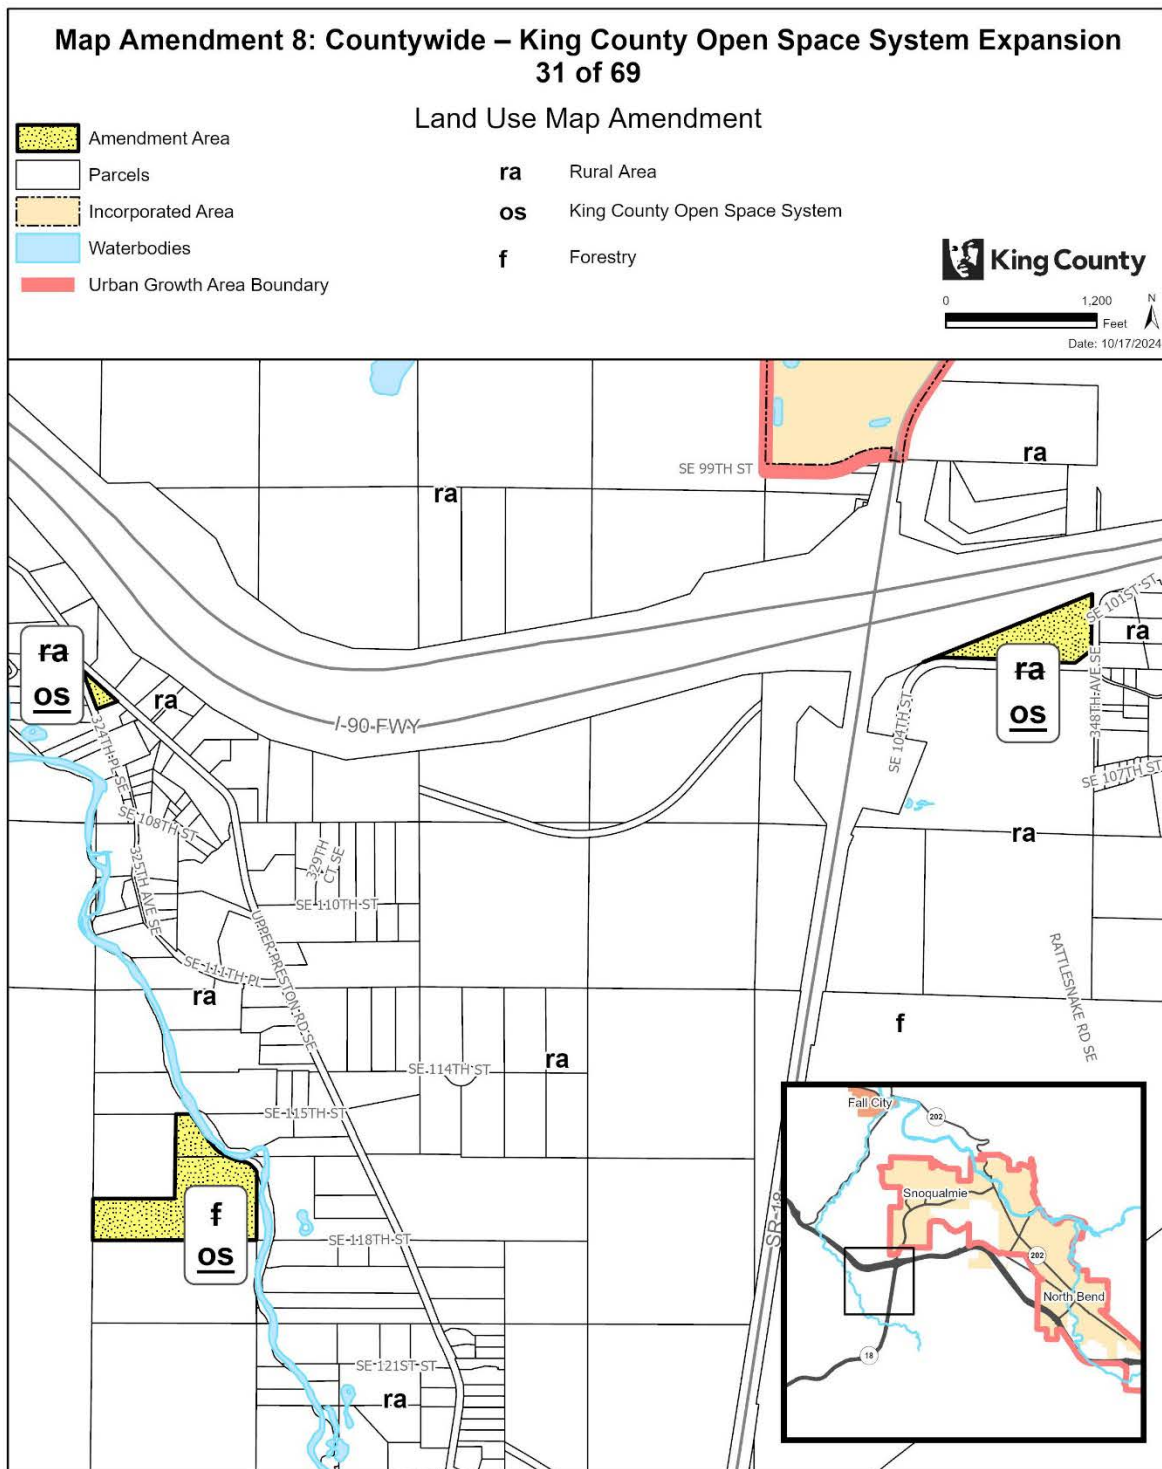 Map Amendment 8: Countywide – King County Open Space System Expansion
31 of 69
Land Use Map Amendment
Amendment Area
Parcels
Incorporated Area
Waterbodies
Urban Growth Area Boundary
ra Rural Area
os King County Open Space System
f Forestry
King County
0 1,200
Feet
N
Date: 10/17/2024
SE 99TH ST
ra
ra
SE 101ST ST
ra
ra
os
ra
os
ra
I-90 FWY
324TH PL SE
SE 104TH ST
348TH AVE SE
SE 107TH ST
SE 108TH ST
ra
325TH AVE SE
329TH
CT SE
SE 110TH ST
UPPER PRESTON RD SE
SE 111TH PL
ra
RATTLESNAKE RD SE
f
ra
SE 114TH ST
SE 115TH ST
f
os
SE 118TH ST
SR-18
SE 121ST ST
ra
Fall City
202
Snoqualmie
202
North Bend
18